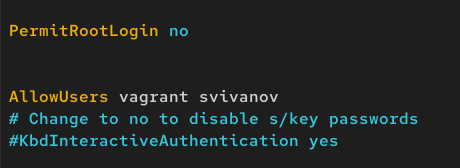 PermitRootLogin no
AllowUsers vagrant svivanov
# Change to no to disable s/key passwords
#KbdInteractiveAuthentication yes